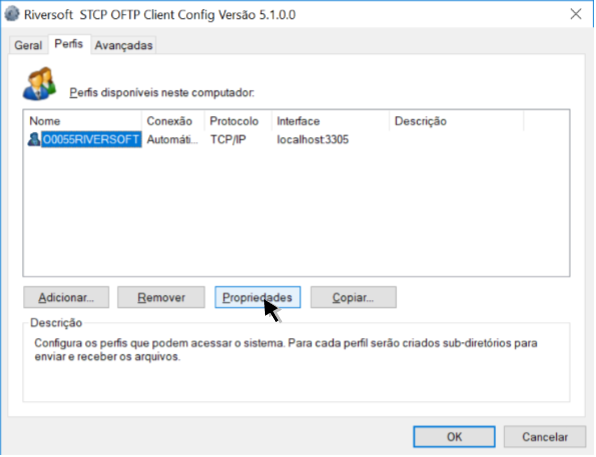 Riversoft STCP OFTP Client Config Versão 5.1.0.0
Geral Perfis Avançadas
Perfis disponíveis neste computador:
Nome Conexão Protocolo Interface Descrição
O0055RIVERSOFT Automáti... TCP/IP localhost:3305
Adicionar... Remover Propriedades Copiar...
Descrição
Configura os perfis que podem acessar o sistema. Para cada perfil serão criados sub-diretórios para
enviar e receber os arquivos.
OK Cancelar